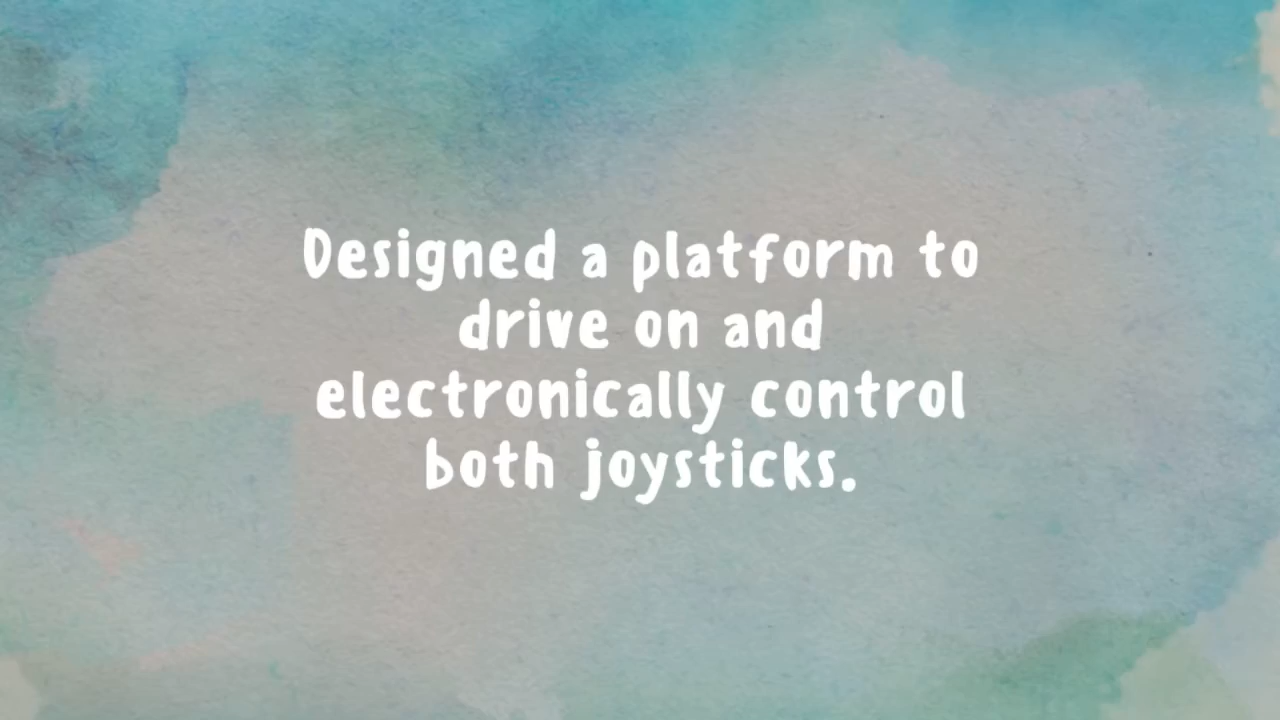 Designed a platform to
drive on and
electronically control
both joysticks.